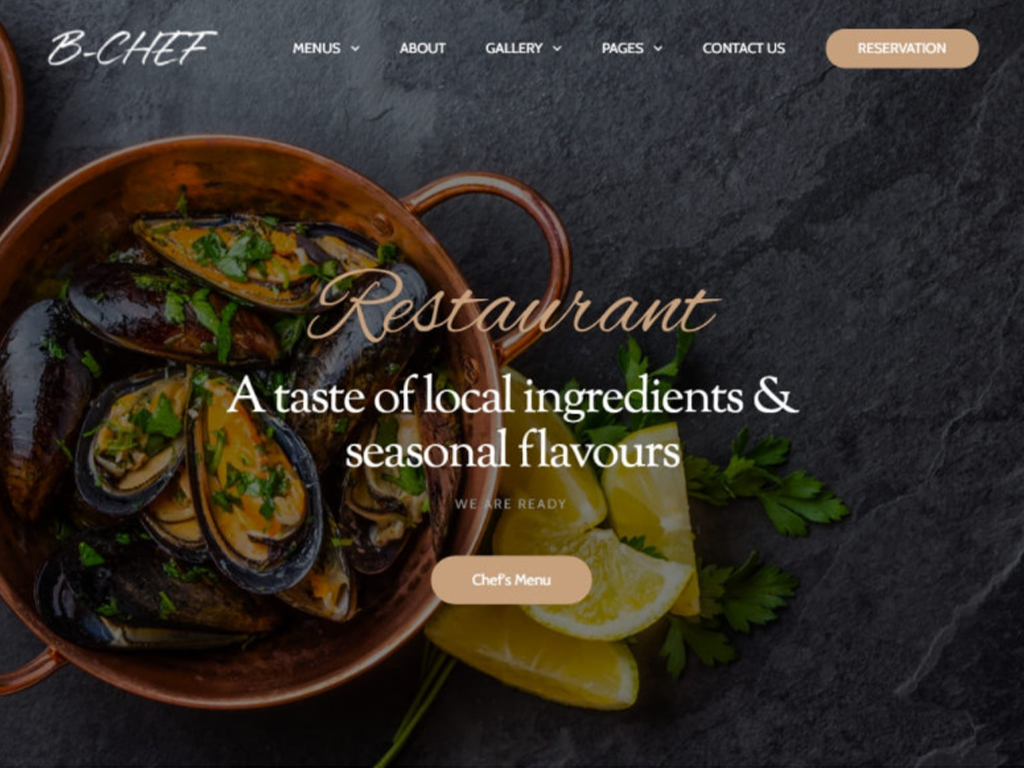 B-CHEF
MENUS
ABOUT
GALLERY
PAGES
CONTACT US
RESERVATION
Restaurant
A taste of local ingredients &
seasonal flavours
WE ARE READY
Chef's Menu